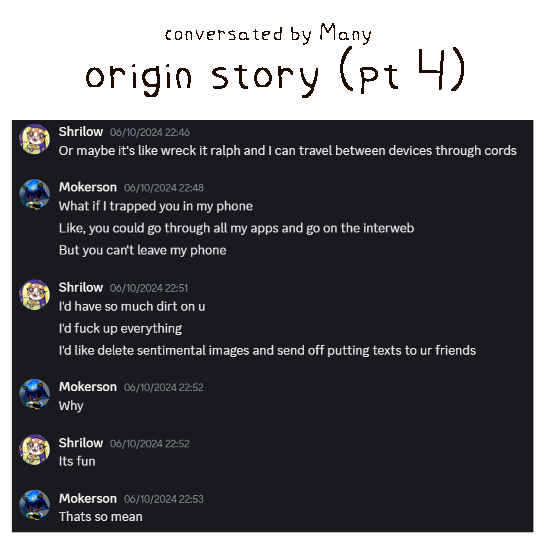 conversated by Many
origin story (pt 4)
Shrilow 06/10/2024 22:46
Or maybe it's like wreck it ralph and I can travel between devices through cords
Mokerson 06/10/2024 22:48
What if I trapped you in my phone
Like, you could go through all my apps and go on the interweb
But you can't leave my phone
Shrilow 06/10/2024 22:51
I'd have so much dirt on u
I'd fuck up everything
I'd like delete sentimental images and send off putting texts to ur friends
Mokerson 06/10/2024 22:52
Why
Shrilow 06/10/2024 22:52
Its fun
Mokerson 06/10/2024 22:53
Thats so mean